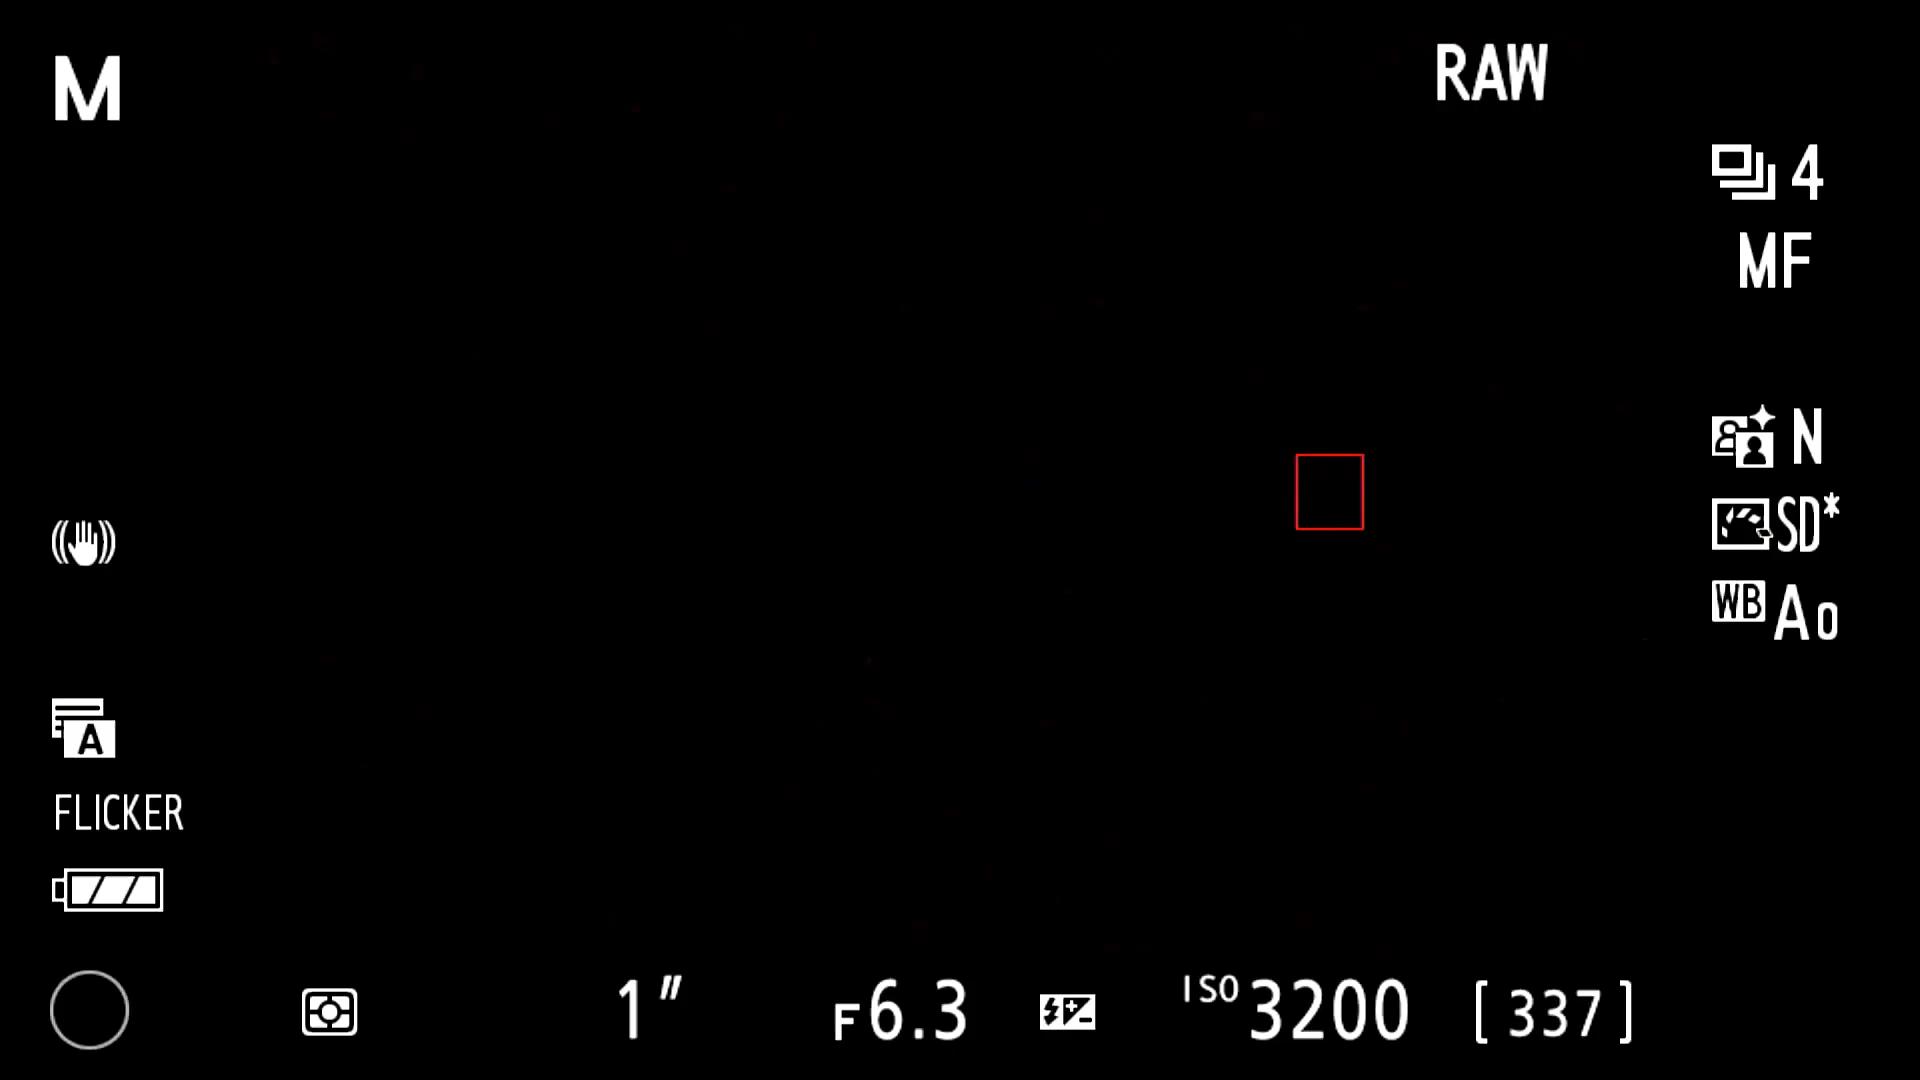 M
RAW
4
MF
N
SD*
WB A0
A
FLICKER
1″ F6.3 ISO 3200 [337]